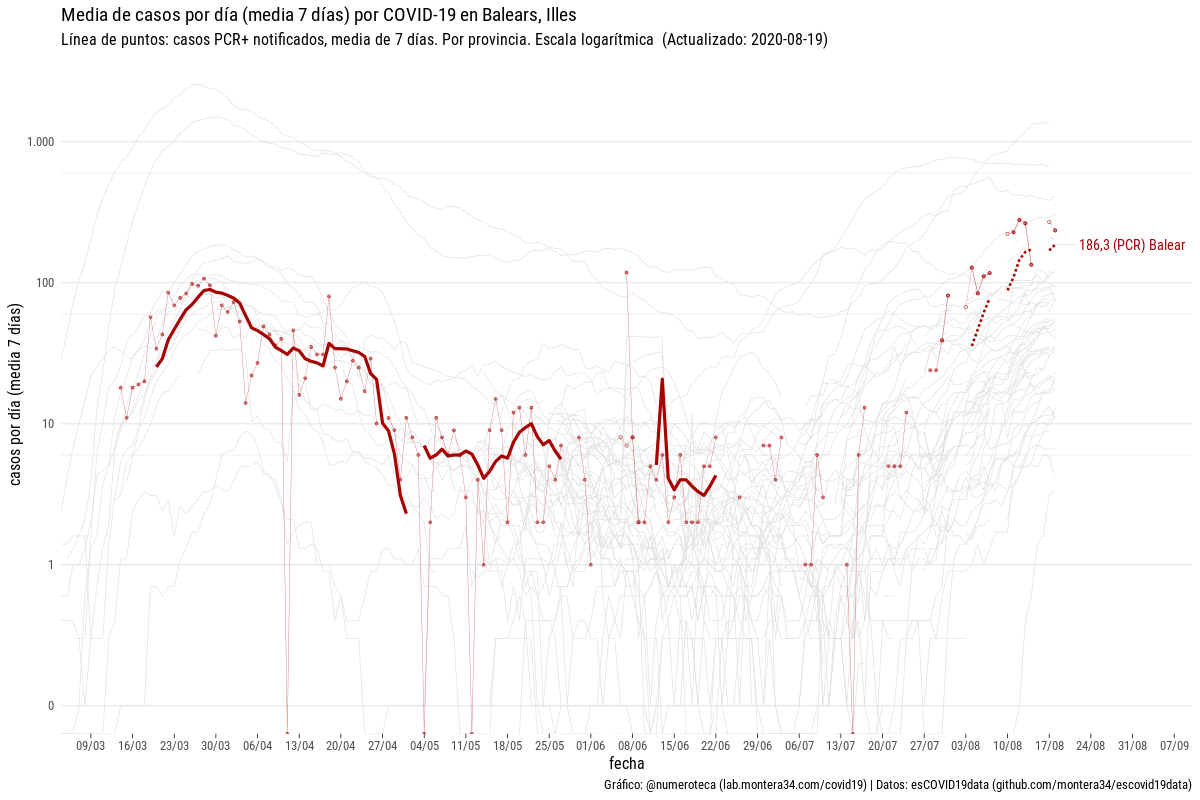 Media de casos por día (media 7 días) por COVID-19 en Balears, Illes
Línea de puntos: casos PCR+ notificados, media de 7 días. Por provincia. Escala logarítmica (Actualizado: 2020-08-19)
casos por día (media 7 días)
1.000
100
10
1
0
186,3 (PCR) Balear
09/03 16/03 23/03 30/03 06/04 13/04 20/04 27/04 04/05 11/05 18/05 25/05 01/06 08/06 15/06 22/06 29/06 06/07 13/07 20/07 27/07 03/08 10/08 17/08 24/08 31/08 07/09
fecha
Gráfico: @numeroteca (lab.montera34.com/covid19) | Datos: esCOVID19data (github.com/montera34/escovid19data)